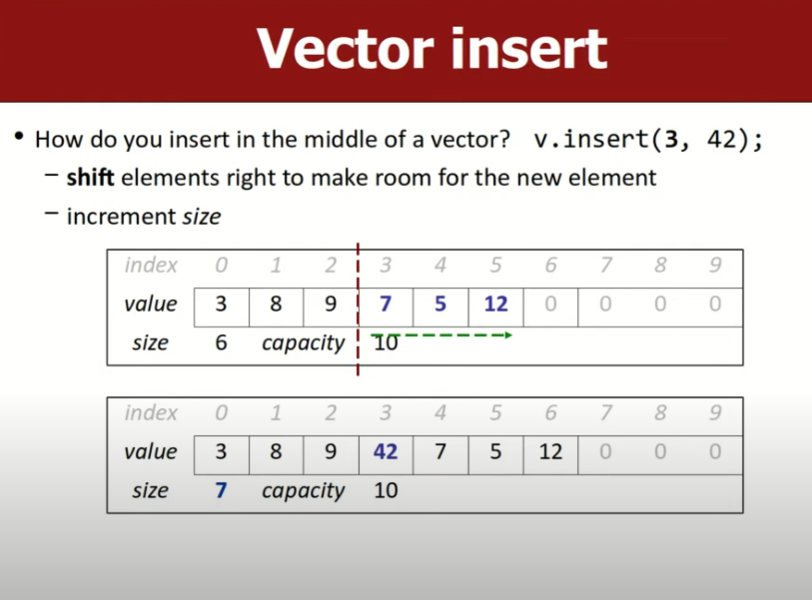 Vector insert
• How do you insert in the middle of a vector? v.insert(3, 42);
– shift elements right to make room for the new element
– increment size
index 0 1 2 3 4 5 6 7 8 9
value 3 8 9 7 5 12 0 0 0 0
size 6 capacity 10
index 0 1 2 3 4 5 6 7 8 9
value 3 8 9 42 7 5 12 0 0 0
size 7 capacity 10